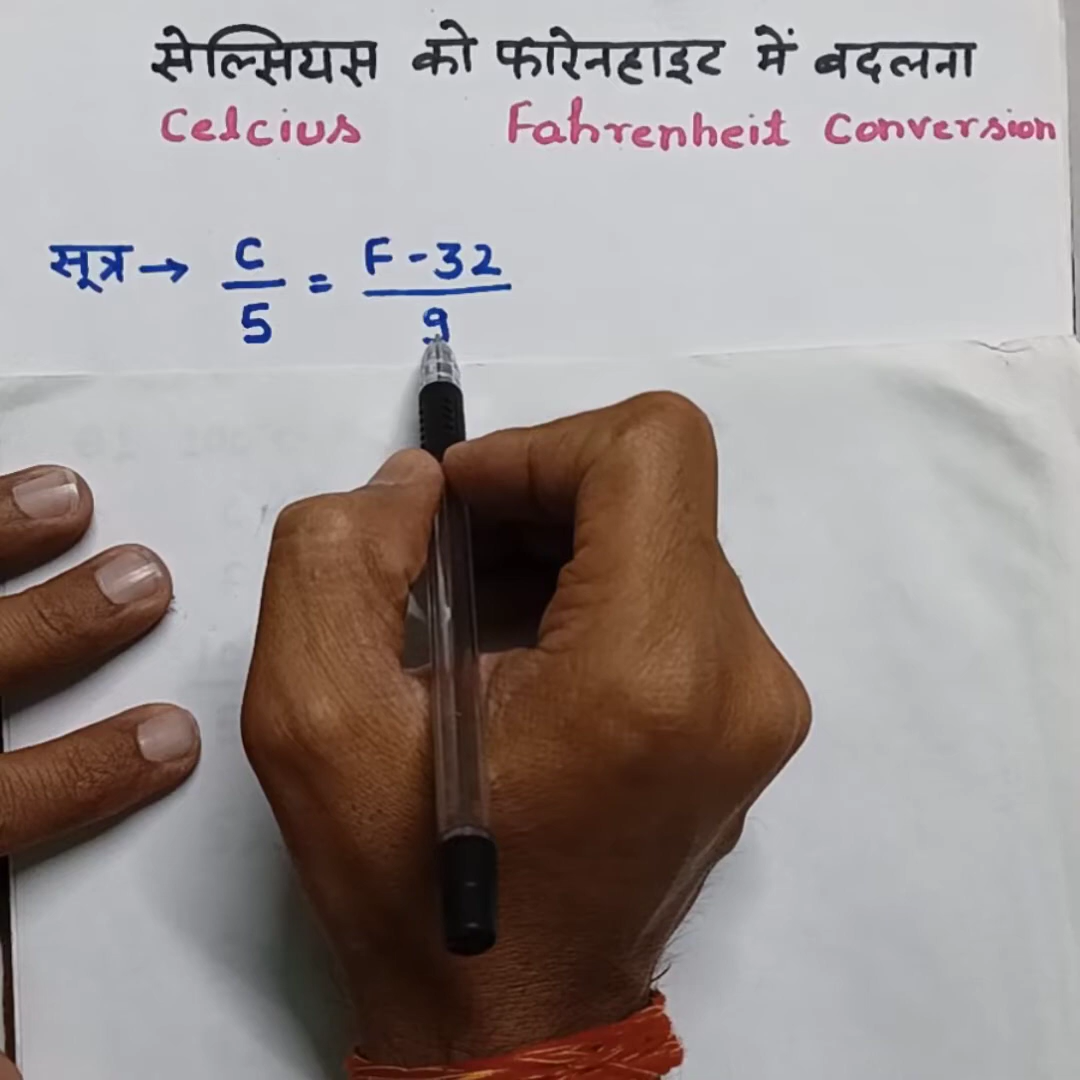 सेल्सियस को फारेनहाइट में बदलना
Celcius Fahrenheit Conversion
सूत्र → C/5 = F-32/9